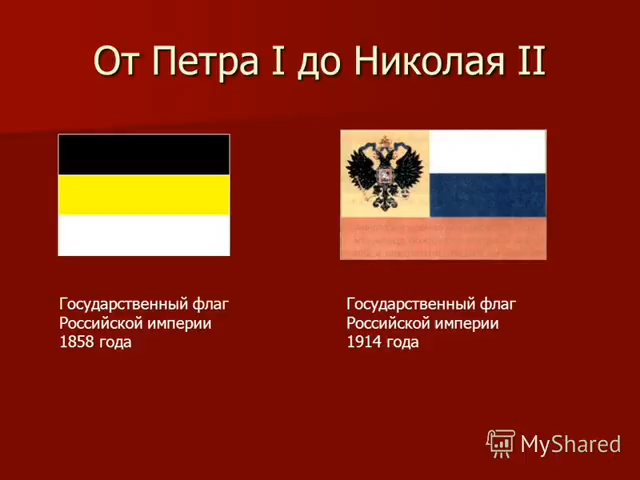 От Петра I до Николая II
Государственный флаг
Российской империи
1858 года
Государственный флаг
Российской империи
1914 года
MyShared